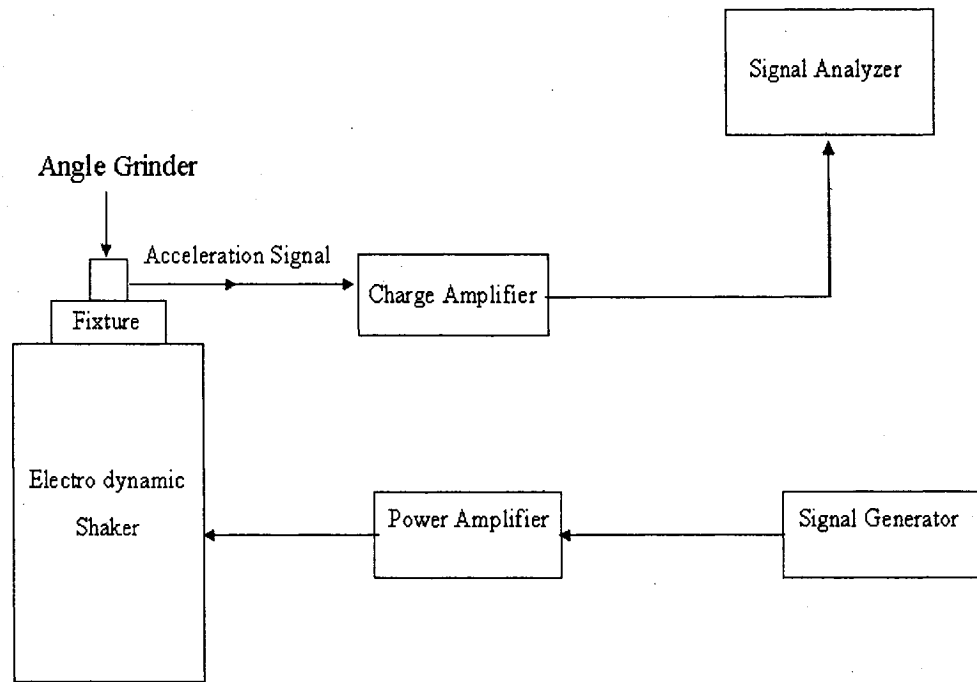 Signal Analyzer
Angle Grinder
Acceleration Signal
Charge Amplifier
Fixture
Electro dynamic
Shaker
Power Amplifier
Signal Generator